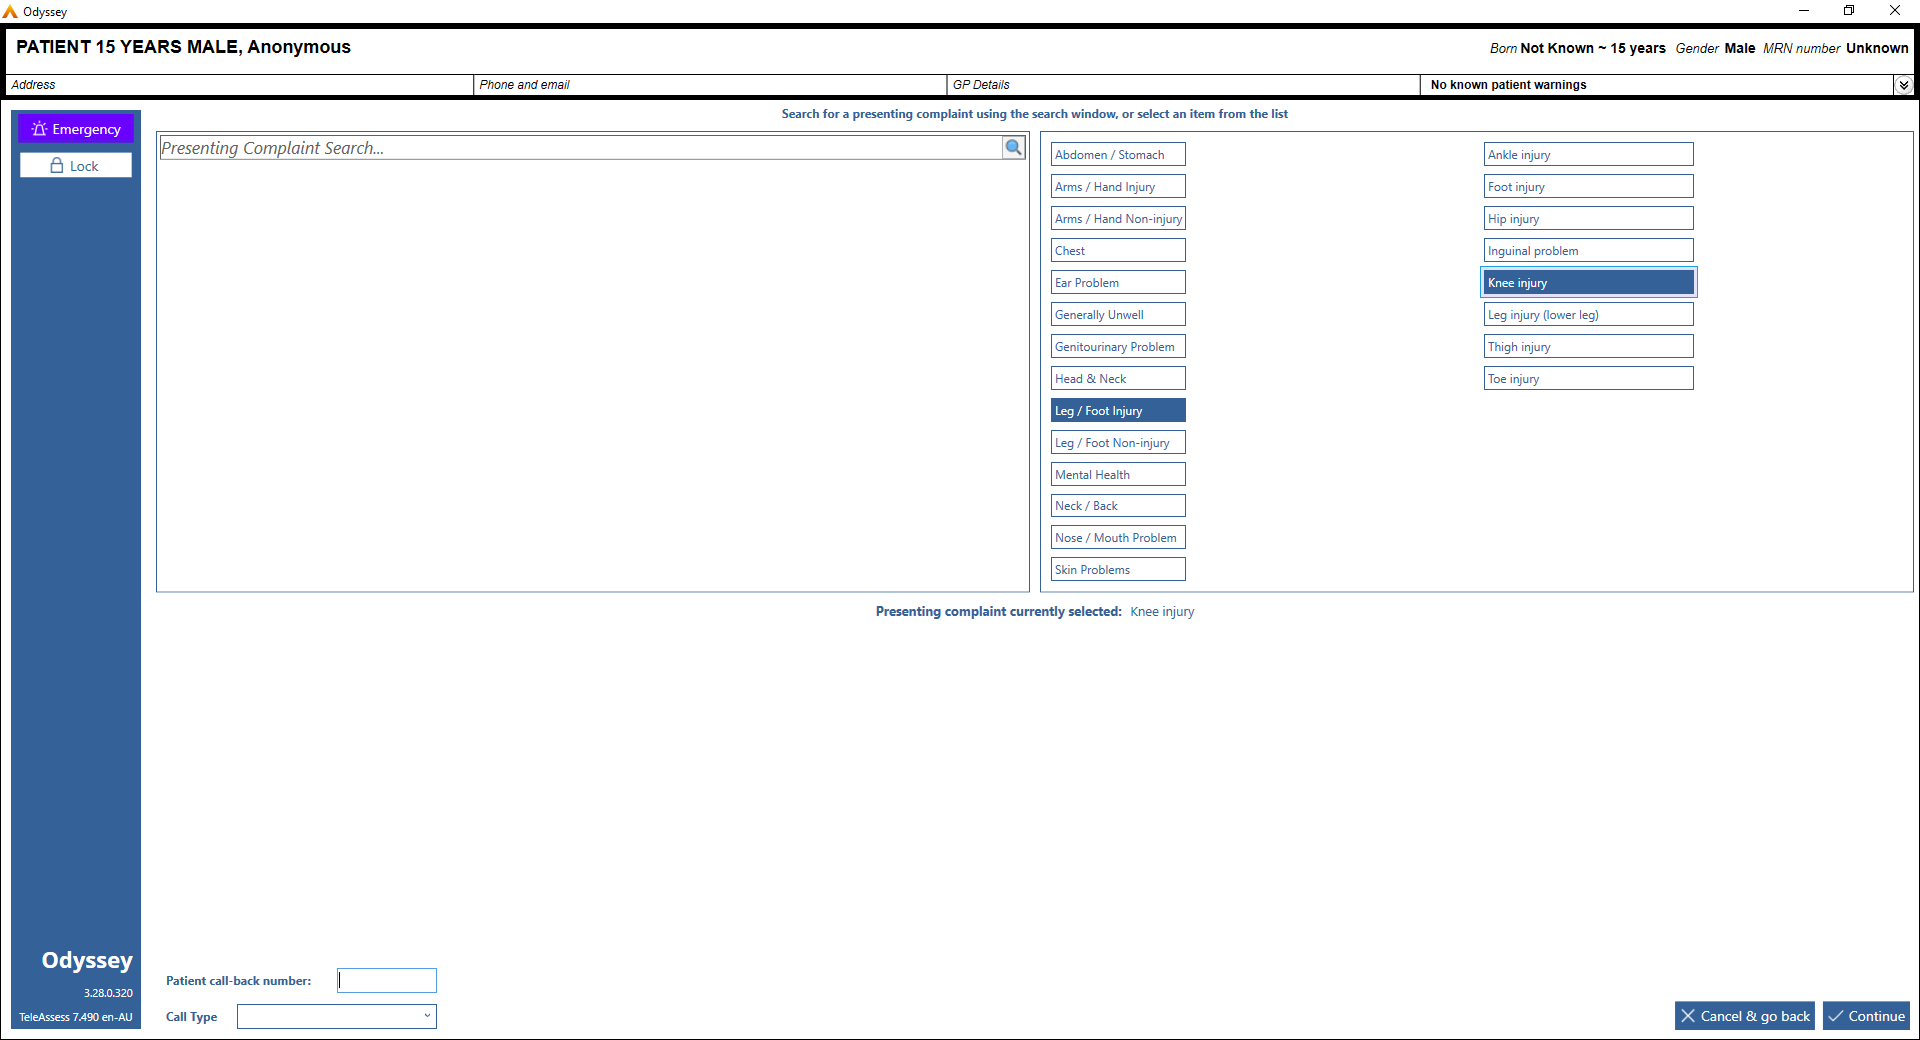 Odyssey
PATIENT 15 YEARS MALE, Anonymous
Born Not Known ~ 15 years Gender Male MRN number Unknown
Address
Phone and email
GP Details
No known patient warnings
Emergency
Lock
Search for a presenting complaint using the search window, or select an item from the list
Presenting Complaint Search...
Abdomen / Stomach
Arms / Hand Injury
Arms / Hand Non-injury
Chest
Ear Problem
Generally Unwell
Genitourinary Problem
Head & Neck
Leg / Foot Injury
Leg / Foot Non-injury
Mental Health
Neck / Back
Nose / Mouth Problem
Skin Problems
Ankle injury
Foot injury
Hip injury
Inguinal problem
Knee injury
Leg injury (lower leg)
Thigh injury
Toe injury
Presenting complaint currently selected: Knee injury
Odyssey
3.28.0.320
TeleAssess 7.490 en-AU
Patient call-back number:
Call Type
Cancel & go back
Continue